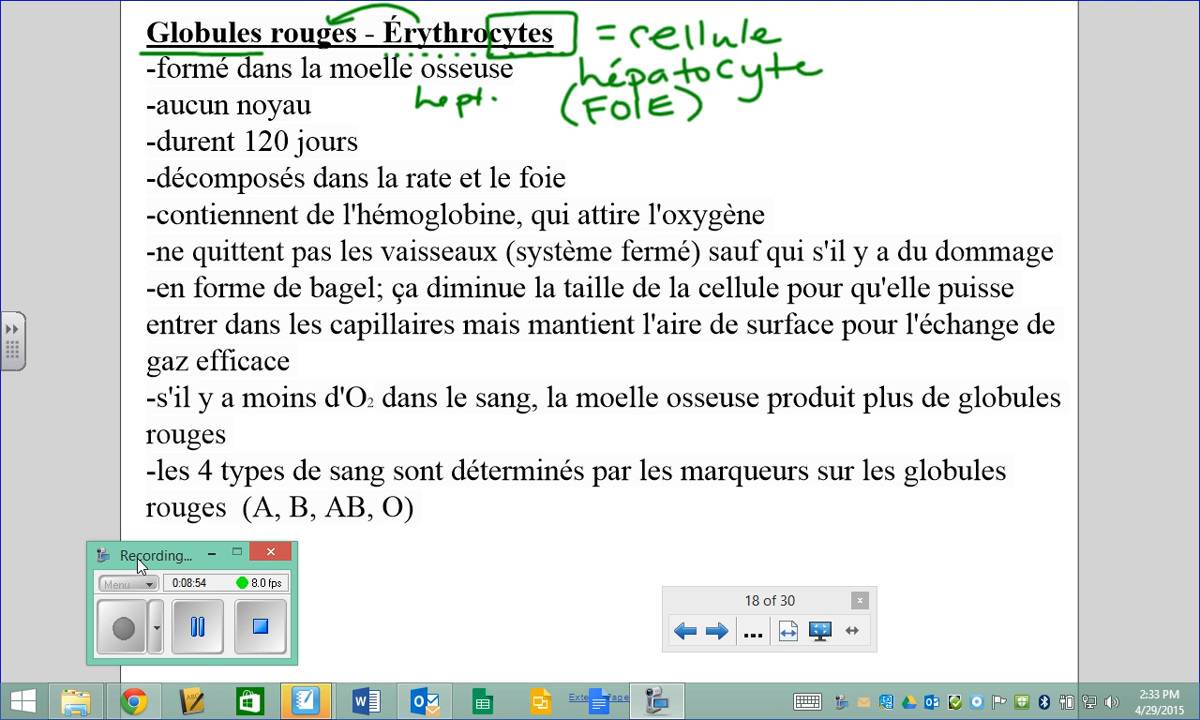 Globules rouges - Érythrocytes = cellule
-formé dans la moelle osseuse hépatocyte
-aucun noyau hept. (FOIE)
-durent 120 jours
-décomposés dans la rate et le foie
-contiennent de l'hémoglobine, qui attire l'oxygène
-ne quittent pas les vaisseaux (système fermé) sauf qui s'il y a du dommage
-en forme de bagel; ça diminue la taille de la cellule pour qu'elle puisse
entrer dans les capillaires mais mantient l'aire de surface pour l'échange de
gaz efficace
-s'il y a moins d'O₂ dans le sang, la moelle osseuse produit plus de globules
rouges
-les 4 types de sang sont déterminés par les marqueurs sur les globules
rouges (A, B, AB, O)
Recording...
Menu 0:08:54 8.0 fps
18 of 30
Extend Page
2:33 PM
4/29/2015